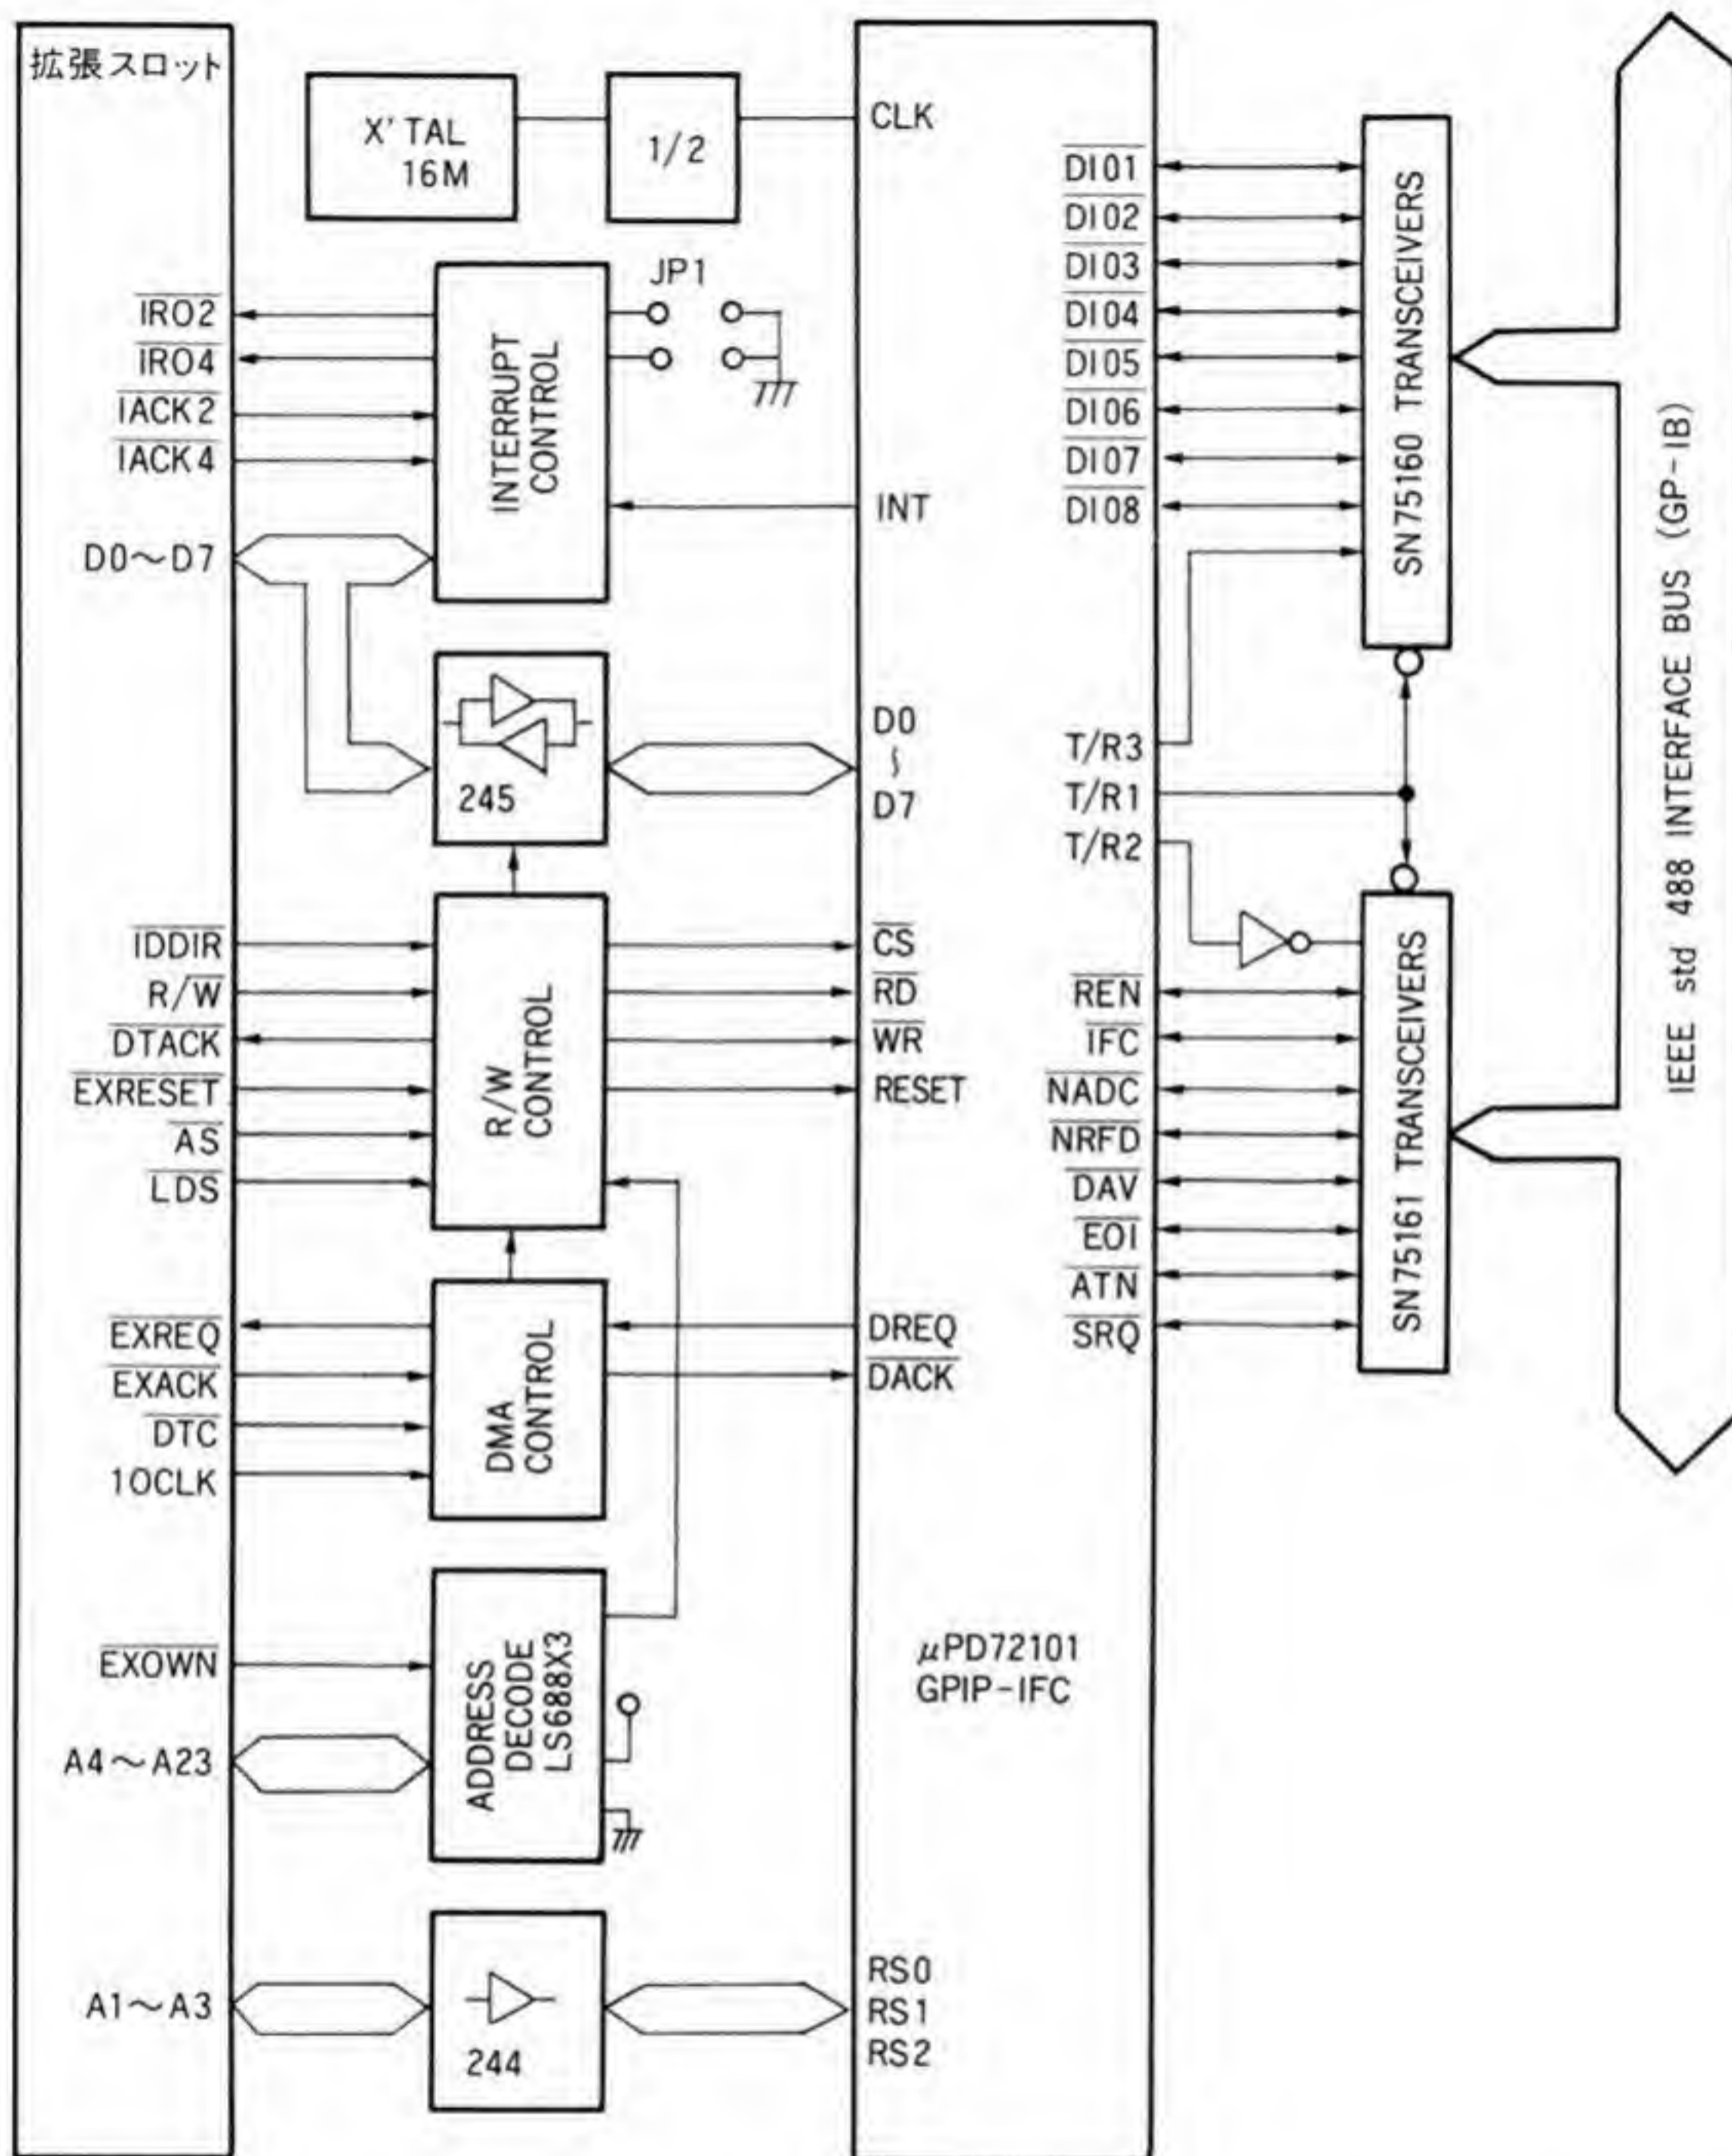 拡張スロット
X'TAL
16M
1/2
CLK
JP1
INTERRUPT
CONTROL
IRO2
IRO4
IACK2
IACK4
D0〜D7
INT
245
D0
〜
D7
R/W
CONTROL
IDDIR
R/W
DTACK
EXRESET
AS
LDS
CS
RD
WR
RESET
DMA
CONTROL
EXREQ
EXACK
DTC
10CLK
DREQ
DACK
ADDRESS
DECODE
LS688X3
EXOWN
A4〜A23
A1〜A3
244
RS0
RS1
RS2
μPD72101
GPIP-IFC
DI01
DI02
DI03
DI04
DI05
DI06
DI07
DI08
T/R3
T/R1
T/R2
REN
IFC
NADC
NRFD
DAV
EOI
ATN
SRQ
SN75160 TRANSCEIVERS
SN75161 TRANSCEIVERS
IEEE std 488 INTERFACE BUS (GP-IB)